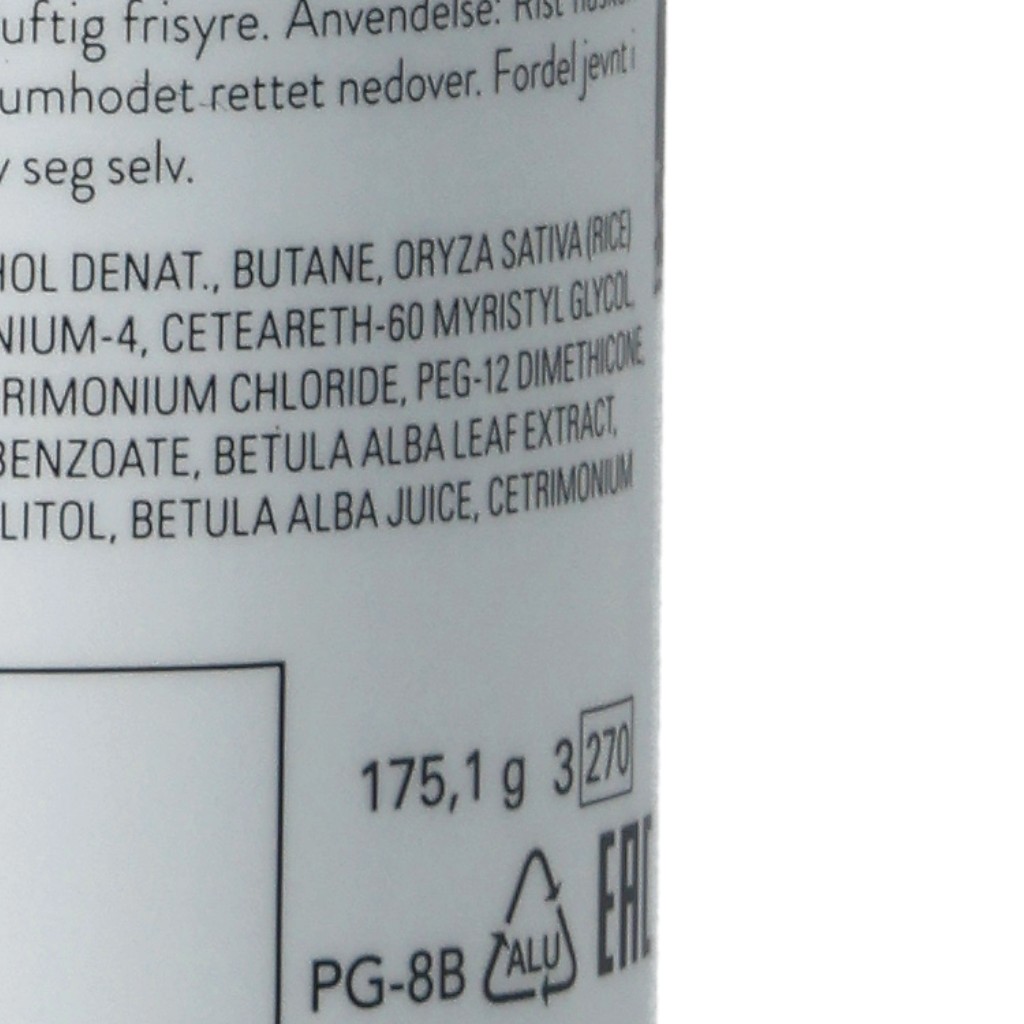 uftig frisyre. Anvendelse: Rist
umhodet rettet nedover. Fordel jevnt i
seg selv.
HOL DENAT., BUTANE, ORYZA SATIVA (RICE)
NIUM-4, CETEARETH-60 MYRISTYL GLYCOL,
RIMONIUM CHLORIDE, PEG-12 DIMETHICONE,
BENZOATE, BETULA ALBA LEAF EXTRACT,
LITOL, BETULA ALBA JUICE, CETRIMONIUM
175,1 g 3 270
PG-8B ALU EAC